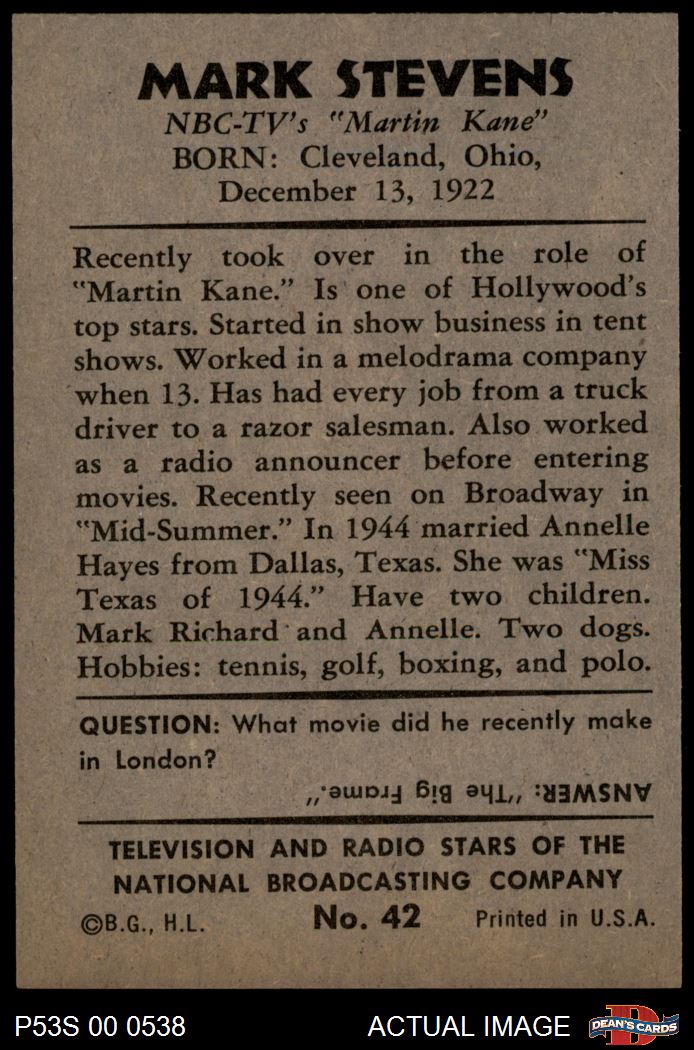 MARK STEVENS
NBC-TV's "Martin Kane"
BORN: Cleveland, Ohio,
December 13, 1922
Recently took over in the role of
"Martin Kane." Is one of Hollywood's
top stars. Started in show business in tent
shows. Worked in a melodrama company
when 13. Has had every job from a truck
driver to a razor salesman. Also worked
as a radio announcer before entering
movies. Recently seen on Broadway in
"Mid-Summer." In 1944 married Annelle
Hayes from Dallas, Texas. She was "Miss
Texas of 1944." Have two children.
Mark Richard and Annelle. Two dogs.
Hobbies: tennis, golf, boxing, and polo.
QUESTION: What movie did he recently make
in London?
ANSWER: "The Big Frame."
TELEVISION AND RADIO STARS OF THE
NATIONAL BROADCASTING COMPANY
©B.G., H.L. No. 42 Printed in U.S.A.
P53S 00 0538 ACTUAL IMAGE DEAN'S CARDS